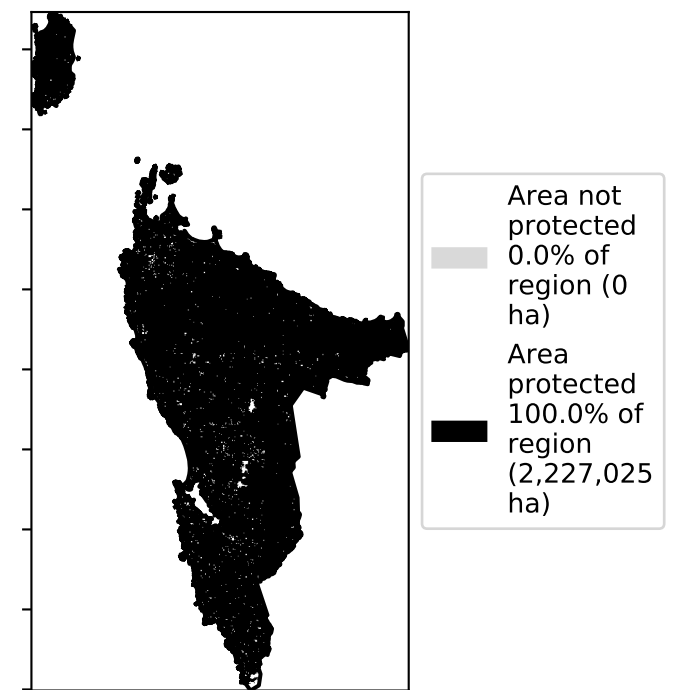 Area not
protected
0.0% of
region (0
ha)
Area
protected
100.0% of
region
(2,227,025
ha)